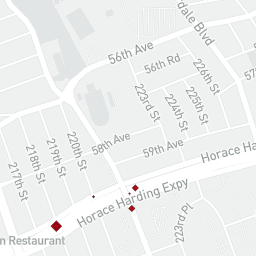 dale Blvd
56th Ave
56th Rd
226th St
57
223rd St
224th St
225th St
58th Ave
59th Ave
220th St
219th St
218th St
217th St
Horace Ha
Horace Harding Expy
n Restaurant
223rd Pl